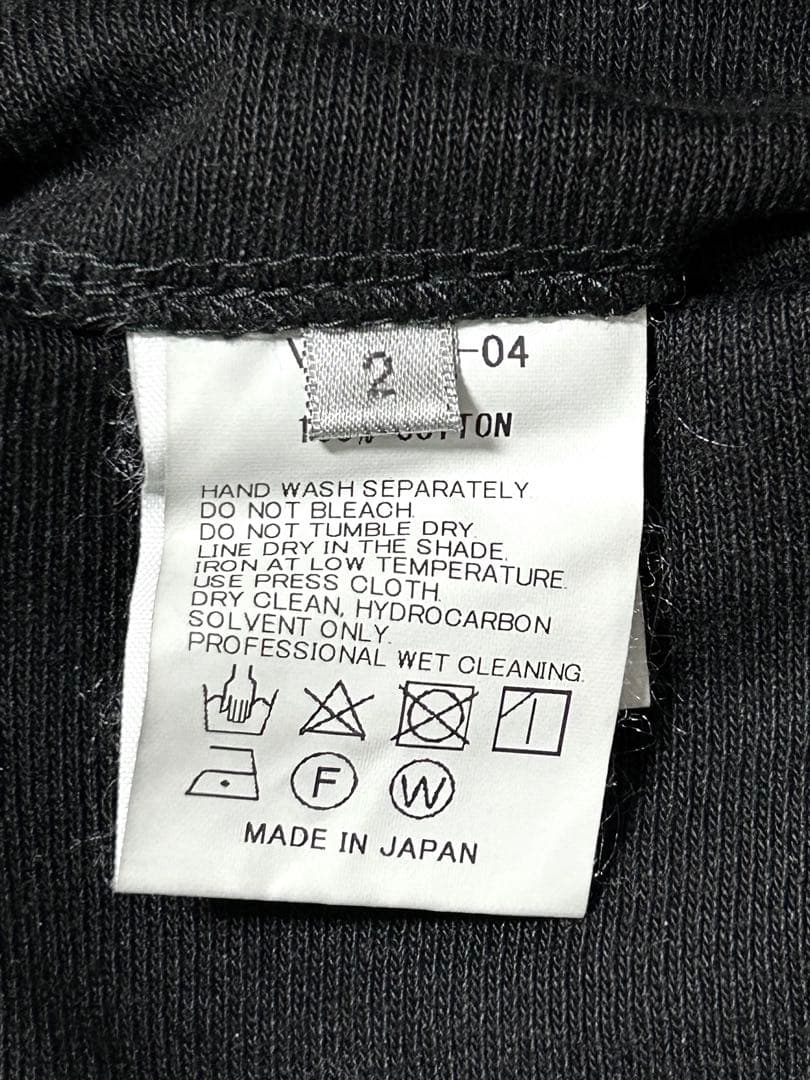 2
-04
COTTON
HAND WASH SEPARATELY.
DO NOT BLEACH.
DO NOT TUMBLE DRY.
LINE DRY IN THE SHADE.
IRON AT LOW TEMPERATURE.
USE PRESS CLOTH.
DRY CLEAN, HYDROCARBON
SOLVENT ONLY.
PROFESSIONAL WET CLEANING.
F W
MADE IN JAPAN